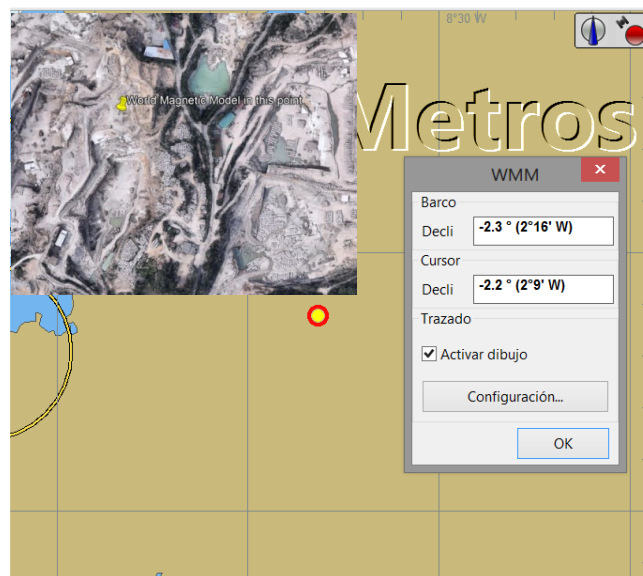 8°30 W
World Magnetic Model in this point
Metros
WMM
Barco
Decli
-2.3 ° (2°16' W)
Cursor
Decli
-2.2 ° (2°9' W)
Trazado
Activar dibujo
Configuración...
OK